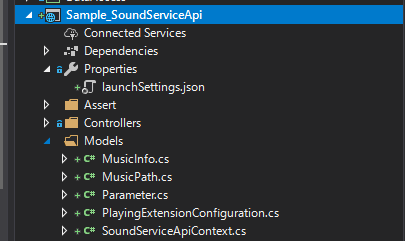 Sample_SoundServiceApi
Connected Services
Dependencies
Properties
launchSettings.json
Assert
Controllers
Models
C# MusicInfo.cs
C# MusicPath.cs
C# Parameter.cs
C# PlayingExtensionConfiguration.cs
C# SoundServiceApiContext.cs